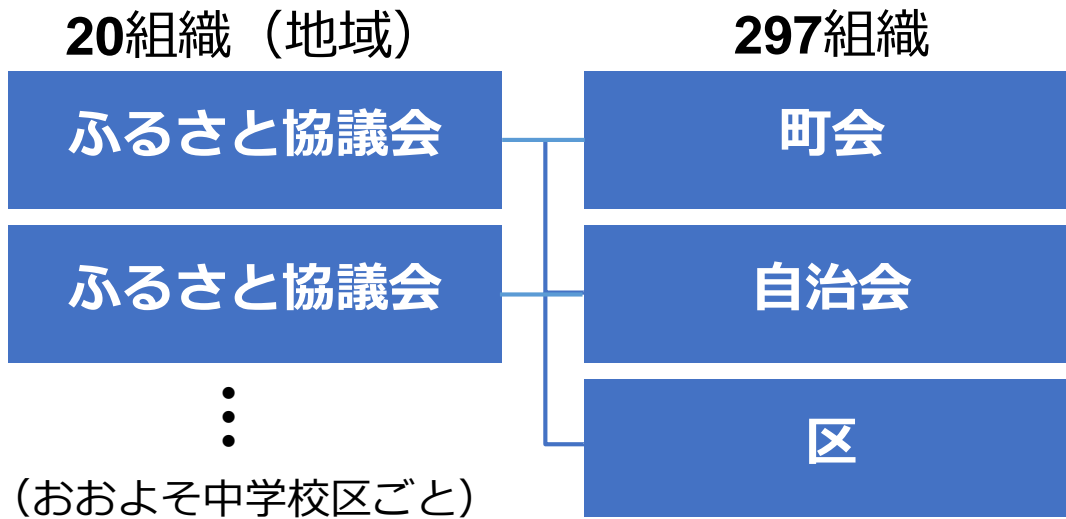 20組織（地域）
ふるさと協議会
ふるさと協議会
⋮
（おおよそ中学校区ごと）
297組織
町会
自治会
区